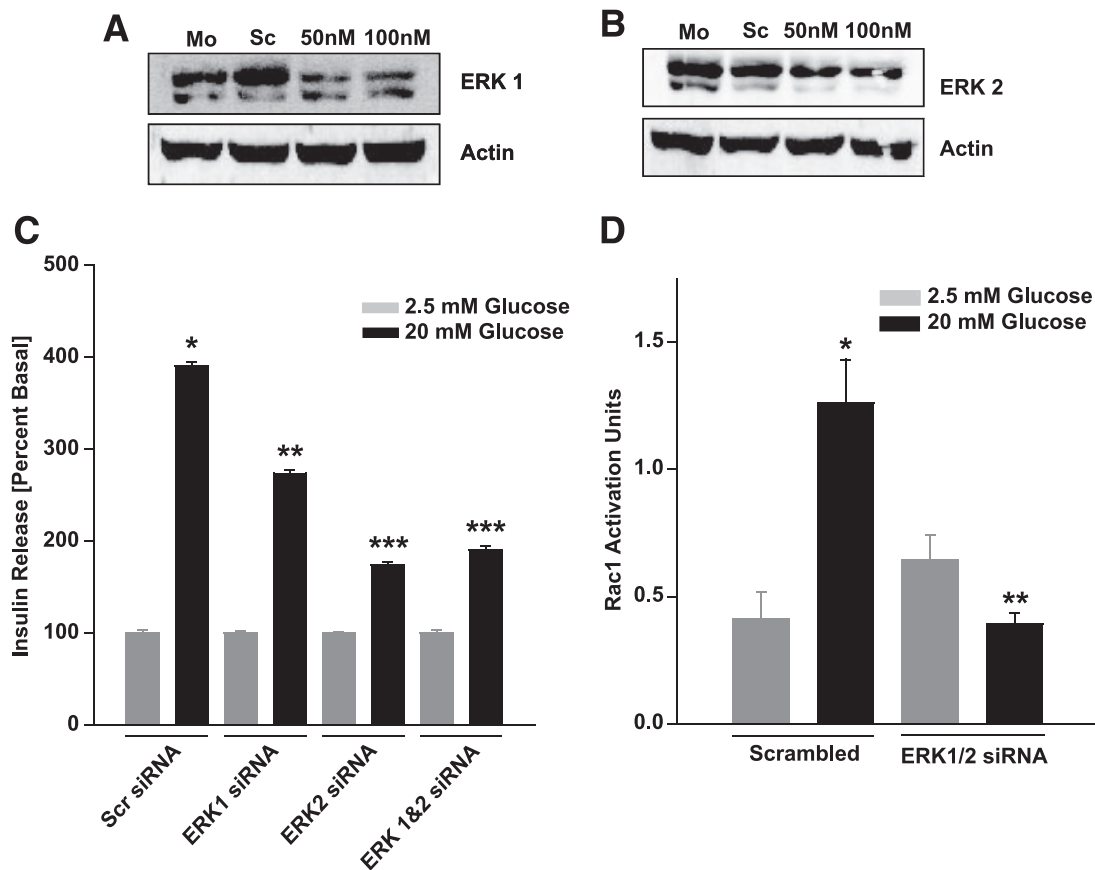 A
Mo Sc 50nM 100nM
ERK 1
Actin
B
Mo Sc 50nM 100nM
ERK 2
Actin
C
Insulin Release [Percent Basal]
500
400
300
200
100
0
2.5 mM Glucose
20 mM Glucose
*
**
***
***
Scr siRNA
ERK1 siRNA
ERK2 siRNA
ERK 1&2 siRNA
D
Rac1 Activation Units
1.5
1.0
0.5
0.0
2.5 mM Glucose
20 mM Glucose
*
**
Scrambled
ERK1/2 siRNA